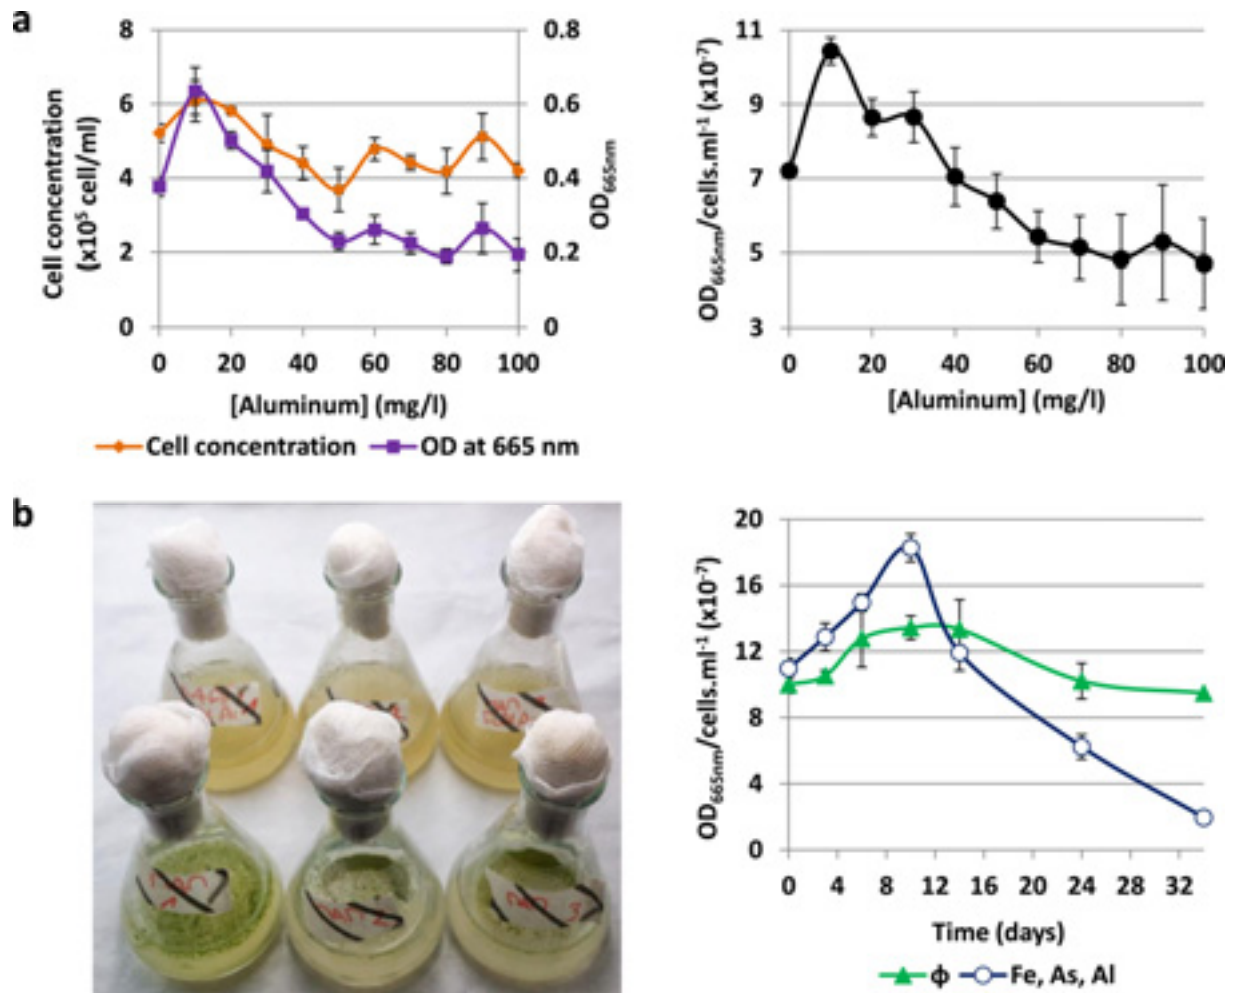 a
8
6
4
2
0
Cell concentration
(x10⁵ cell/ml)
0.8
0.6
0.4
0.2
0
OD₆₆₅ₙₘ
0 20 40 60 80 100
[Aluminum] (mg/l)
Cell concentration OD at 665 nm
11
9
7
5
3
OD₆₆₅ₙₘ/cells.ml⁻¹ (x10⁻⁷)
0 20 40 60 80 100
[Aluminum] (mg/l)
b
20
16
12
8
4
0
OD₆₆₅ₙₘ/cells.ml⁻¹ (x10⁻⁷)
0 4 8 12 16 20 24 28 32
Time (days)
ф Fe, As, Al